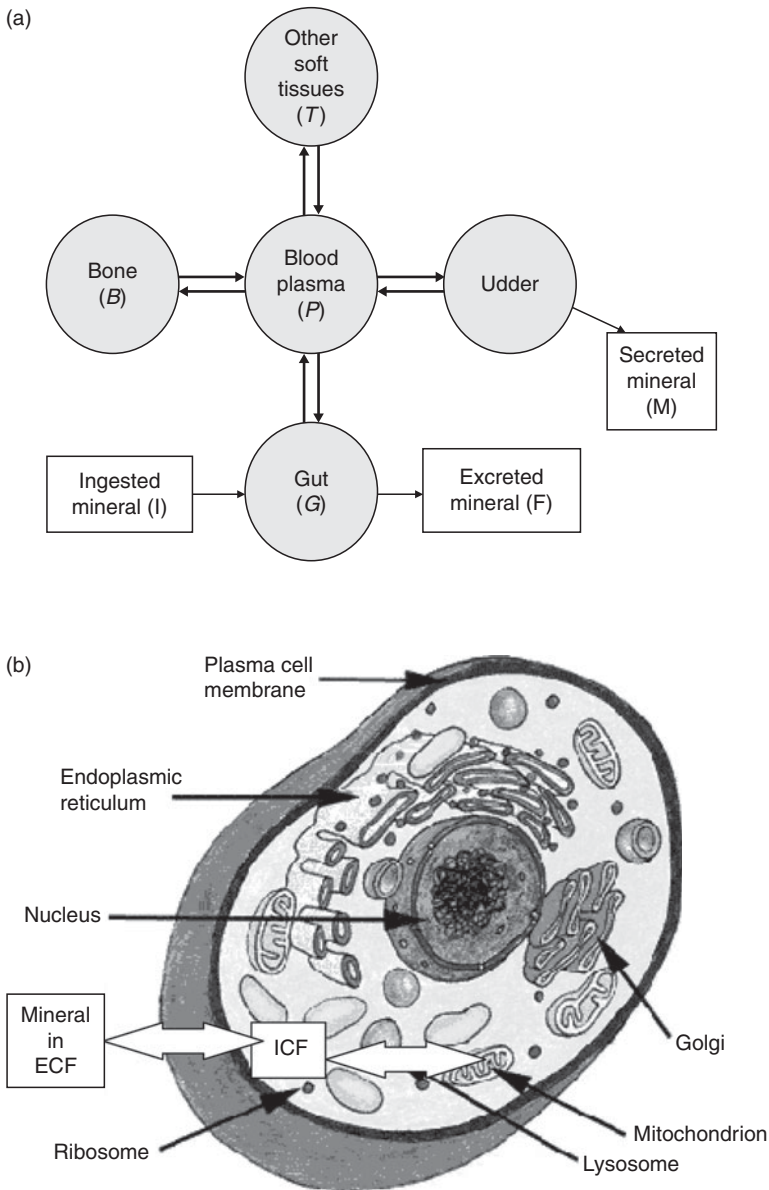 (a)
Other
soft
tissues
(T)
Bone
(B)
Blood
plasma
(P)
Udder
Secreted
mineral
(M)
Ingested
mineral (I)
Gut
(G)
Excreted
mineral (F)
(b)
Plasma cell
membrane
Endoplasmic
reticulum
Nucleus
Mineral
in
ECF
ICF
Golgi
Ribosome
Mitochondrion
Lysosome